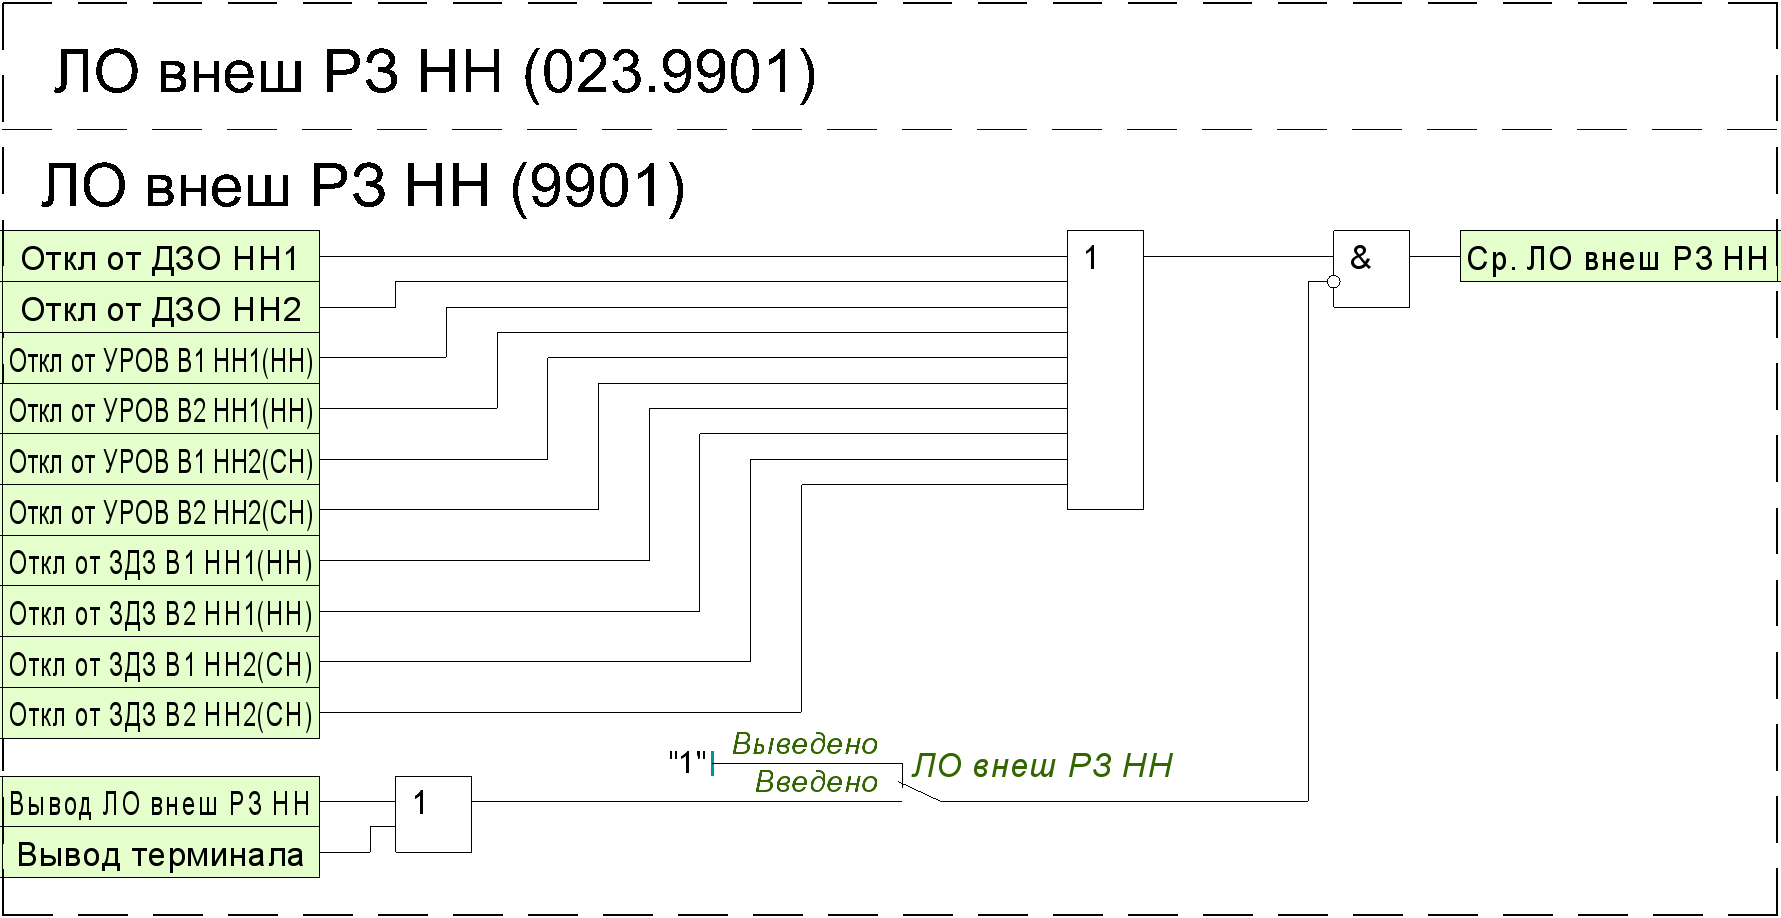 ЛО внеш РЗ НН (023.9901)
ЛО внеш РЗ НН (9901)
Откл от ДЗО НН1
Откл от ДЗО НН2
Откл от УРОВ В1 НН1(НН)
Откл от УРОВ В2 НН1(НН)
Откл от УРОВ В1 НН2(СН)
Откл от УРОВ В2 НН2(СН)
Откл от ЗДЗ В1 НН1(НН)
Откл от ЗДЗ В2 НН1(НН)
Откл от ЗДЗ В1 НН2(СН)
Откл от ЗДЗ В2 НН2(СН)
1
&
Ср. ЛО внеш РЗ НН
"1"
Выведено
Введено
ЛО внеш РЗ НН
Вывод ЛО внеш РЗ НН
Вывод терминала
1